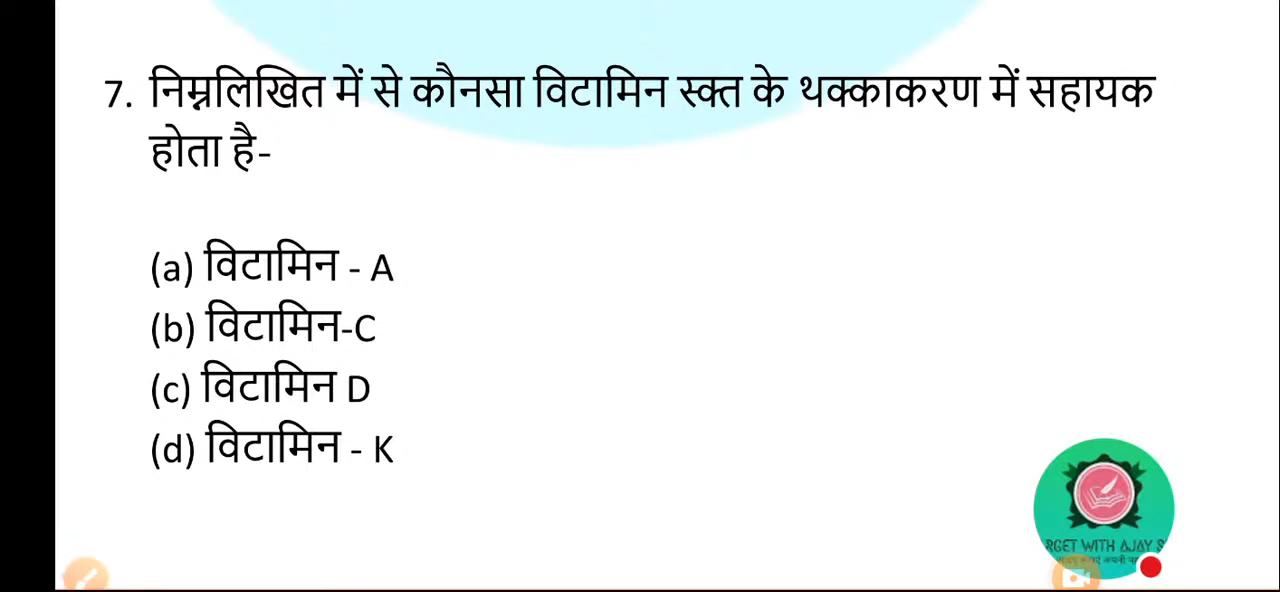 7. निम्नलिखित में से कौनसा विटामिन स्क्त के थक्काकरण में सहायक
होता है-
(a) विटामिन - A
(b) विटामिन-C
(c) विटामिन D
(d) विटामिन - K
RGET WITH AJAY S